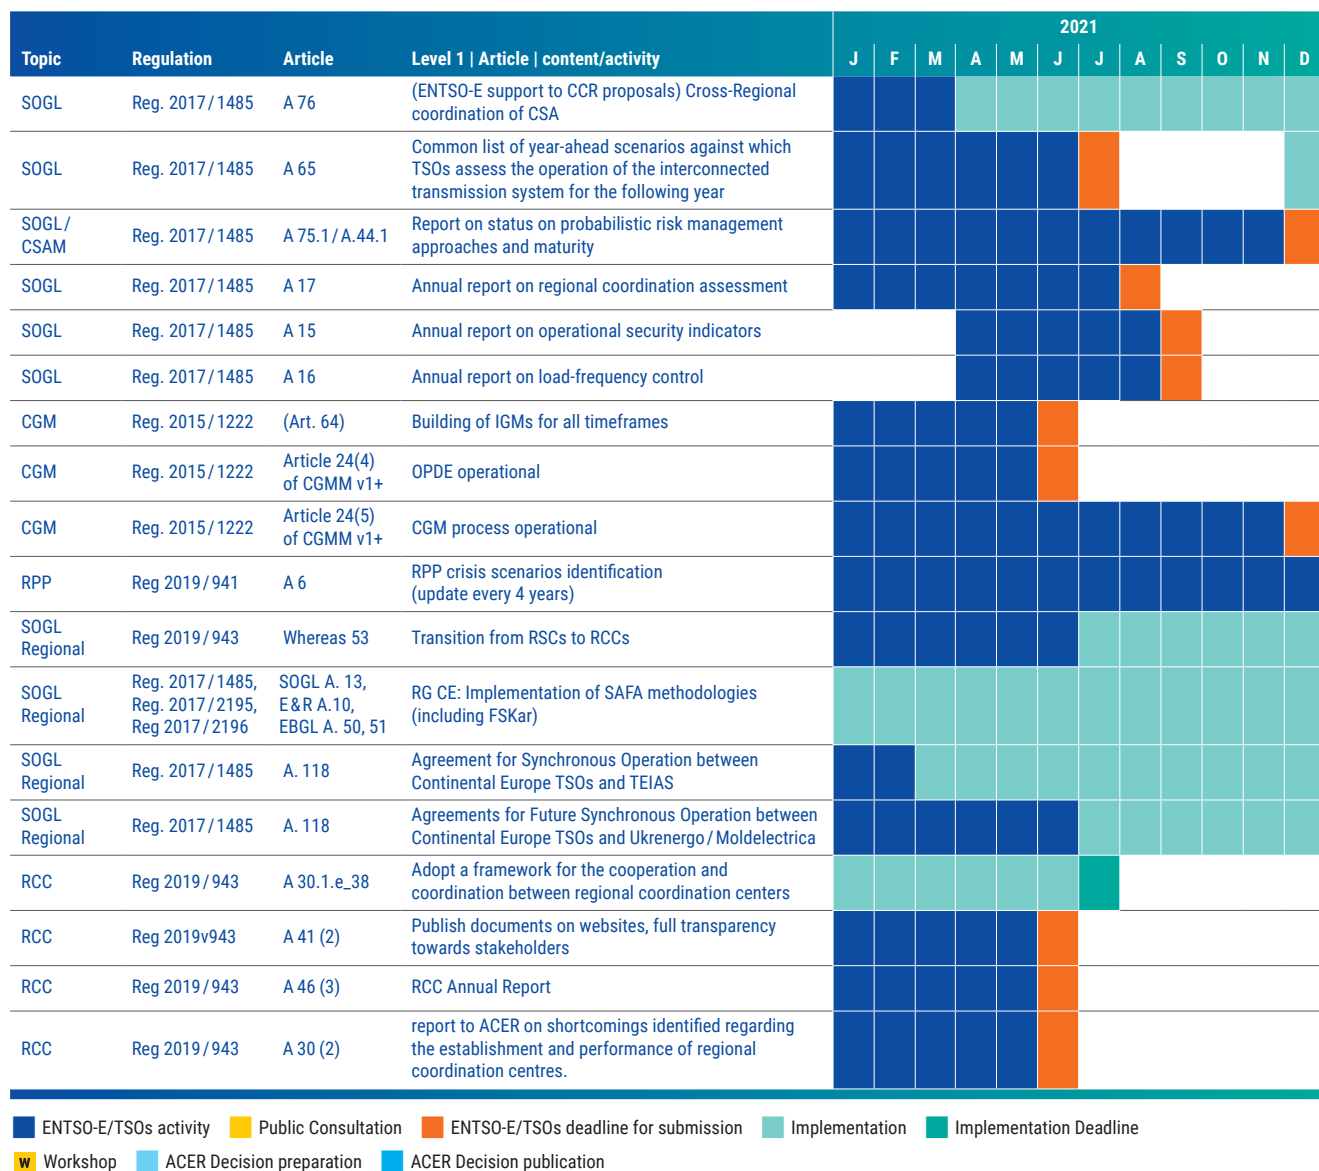 2021
Topic Regulation Article Level 1 | Article | content/activity J F M A M J J A S O N D
SOGL Reg. 2017/1485 A 76 (ENTSO-E support to CCR proposals) Cross-Regional
coordination of CSA
SOGL Reg. 2017/1485 A 65 Common list of year-ahead scenarios against which
TSOs assess the operation of the interconnected
transmission system for the following year
SOGL/
CSAM Reg. 2017/1485 A 75.1/A.44.1 Report on status on probabilistic risk management
approaches and maturity
SOGL Reg. 2017/1485 A 17 Annual report on regional coordination assessment
SOGL Reg. 2017/1485 A 15 Annual report on operational security indicators
SOGL Reg. 2017/1485 A 16 Annual report on load-frequency control
CGM Reg. 2015/1222 (Art. 64) Building of IGMs for all timeframes
CGM Reg. 2015/1222 Article 24(4)
of CGMM v1+ OPDE operational
CGM Reg. 2015/1222 Article 24(5)
of CGMM v1+ CGM process operational
RPP Reg 2019/941 A 6 RPP crisis scenarios identification
(update every 4 years)
SOGL
Regional Reg 2019/943 Whereas 53 Transition from RSCs to RCCs
SOGL
Regional Reg. 2017/1485,
Reg. 2017/2195,
Reg 2017/2196 SOGL A. 13,
E&R A.10,
EBGL A. 50, 51 RG CE: Implementation of SAFA methodologies
(including FSKar)
SOGL
Regional Reg. 2017/1485 A. 118 Agreement for Synchronous Operation between
Continental Europe TSOs and TEIAS
SOGL
Regional Reg. 2017/1485 A. 118 Agreements for Future Synchronous Operation between
Continental Europe TSOs and Ukrenergo/Moldelectrica
RCC Reg 2019/943 A 30.1.e_38 Adopt a framework for the cooperation and
coordination between regional coordination centers
RCC Reg 2019v943 A 41 (2) Publish documents on websites, full transparency
towards stakeholders
RCC Reg 2019/943 A 46 (3) RCC Annual Report
RCC Reg 2019/943 A 30 (2) report to ACER on shortcomings identified regarding
the establishment and performance of regional
coordination centres.
ENTSO-E/TSOs activity Public Consultation ENTSO-E/TSOs deadline for submission Implementation Implementation Deadline
W Workshop ACER Decision preparation ACER Decision publication